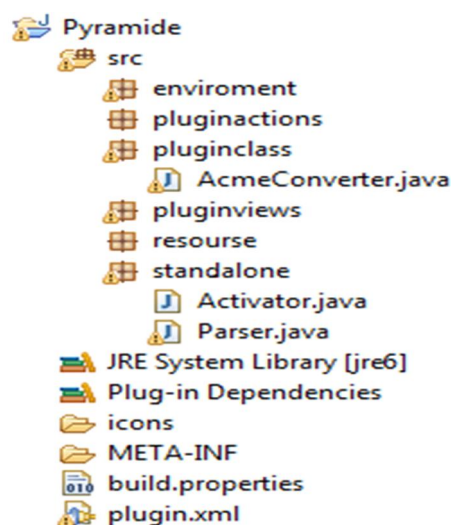 Pyramide
src
enviroment
pluginactions
pluginclass
AcmeConverter.java
pluginviews
resourse
standalone
Activator.java
Parser.java
JRE System Library [jre6]
Plug-in Dependencies
icons
META-INF
build.properties
plugin.xml